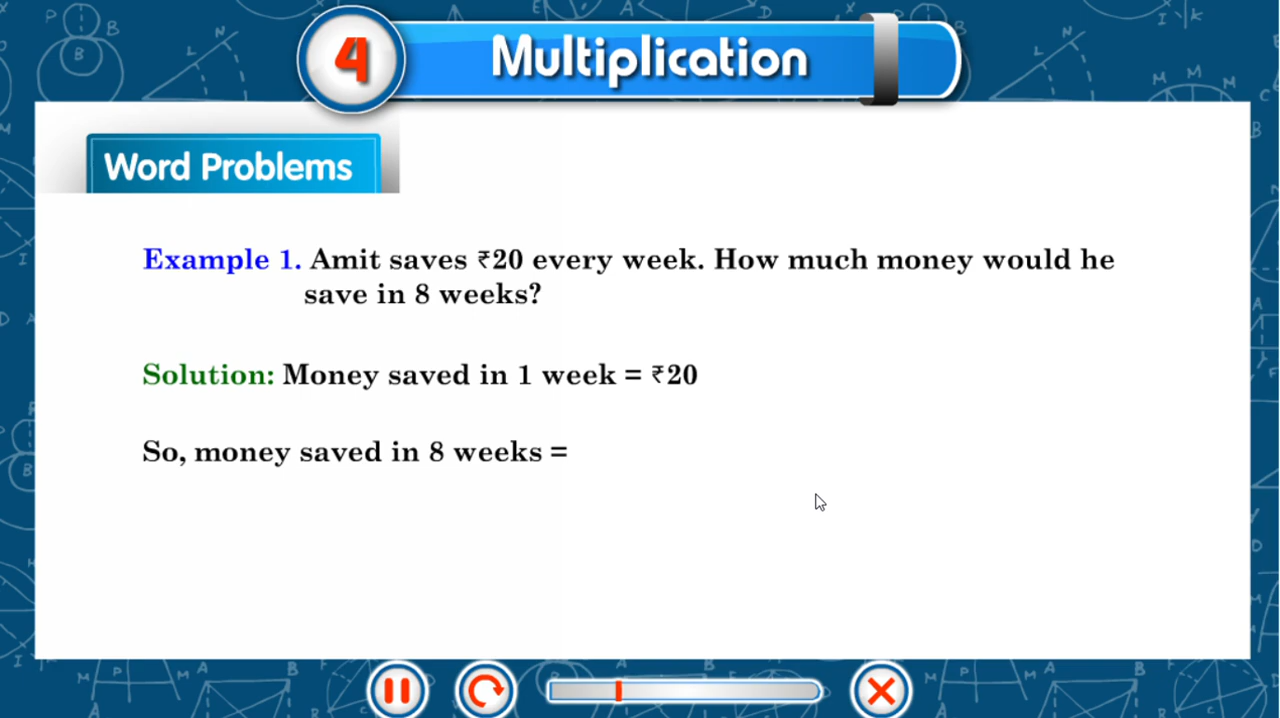 4 Multiplication
Word Problems
Example 1. Amit saves ₹20 every week. How much money would he
save in 8 weeks?
Solution: Money saved in 1 week = ₹20
So, money saved in 8 weeks =